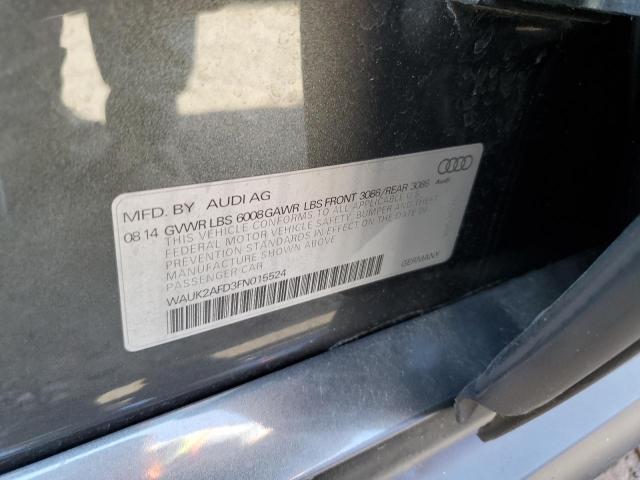 MFD. BY AUDI AG
Audi
08 14 GVWR LBS 6008 GAWR LBS FRONT 3086/REAR 3086
THIS VEHICLE CONFORMS TO ALL APPLICABLE U.S.
FEDERAL MOTOR VEHICLE SAFETY, BUMPER AND THEFT
PREVENTION STANDARDS IN EFFECT ON THE DATE OF
MANUFACTURE SHOWN ABOVE
PASSENGER CAR
WAUK2AFD3FN015524
GERMANY